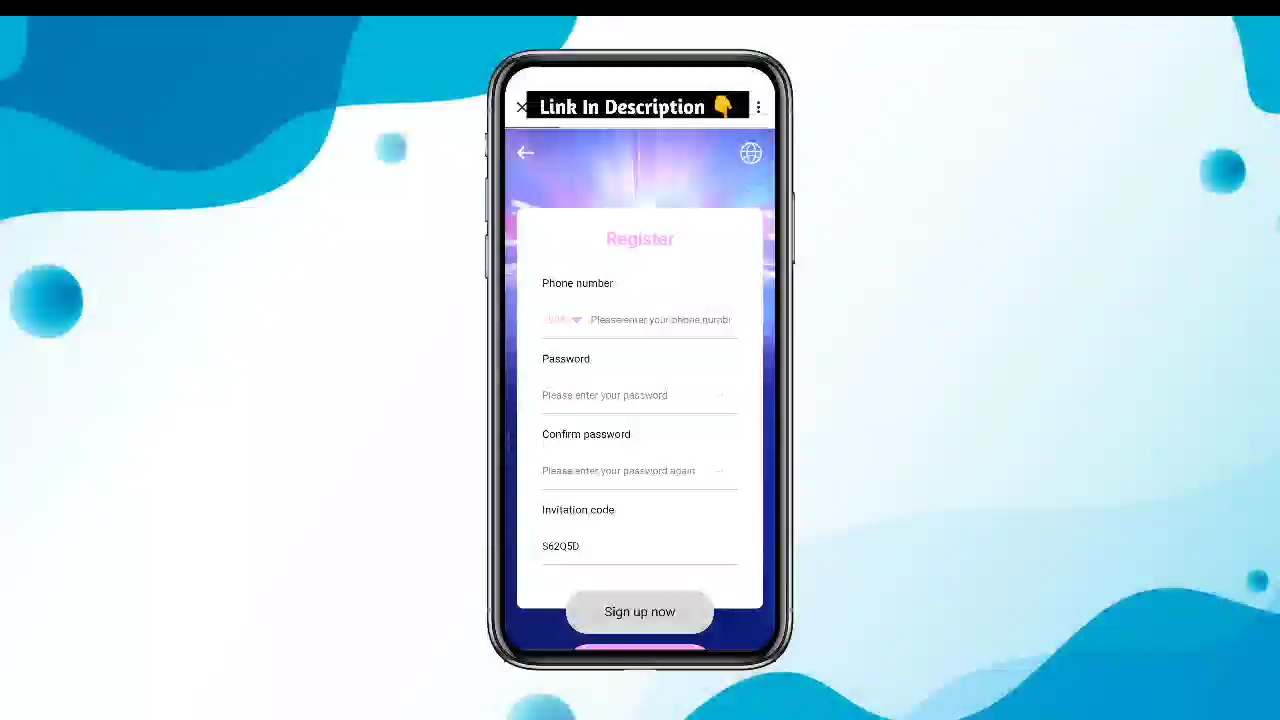 Link In Description 👇
Register
Phone number
Please enter your phone numbr
Password
Please enter your password
Confirm password
Please enter your password again
Invitation code
S62Q5D
Sign up now